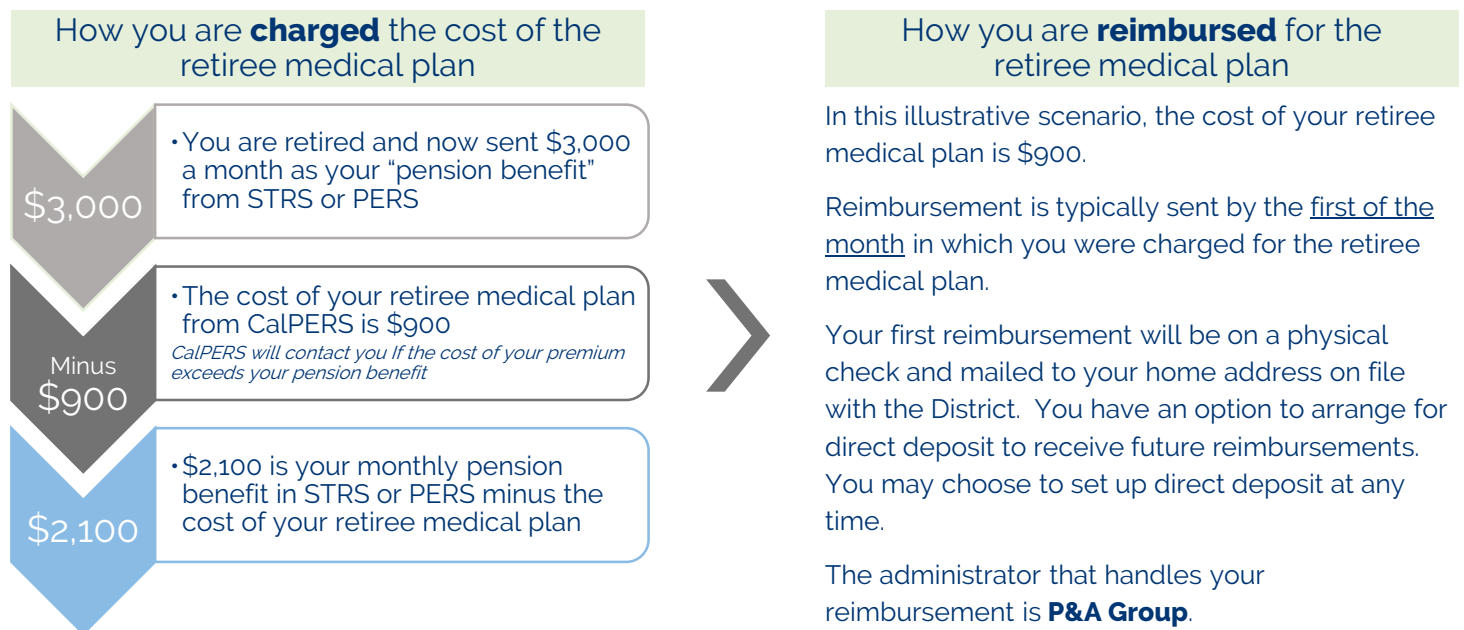 How you are charged the cost of the
retiree medical plan
$3,000
•You are retired and now sent $3,000
a month as your “pension benefit”
from STRS or PERS
Minus
$900
•The cost of your retiree medical plan
from CalPERS is $900
CalPERS will contact you If the cost of your premium
exceeds your pension benefit
$2,100
•$2,100 is your monthly pension
benefit in STRS or PERS minus the
cost of your retiree medical plan
How you are reimbursed for the
retiree medical plan
In this illustrative scenario, the cost of your retiree
medical plan is $900.
Reimbursement is typically sent by the first of the
month in which you were charged for the retiree
medical plan.
Your first reimbursement will be on a physical
check and mailed to your home address on file
with the District.  You have an option to arrange for
direct deposit to receive future reimbursements.
You may choose to set up direct deposit at any
time.
The administrator that handles your
reimbursement is P&A Group.